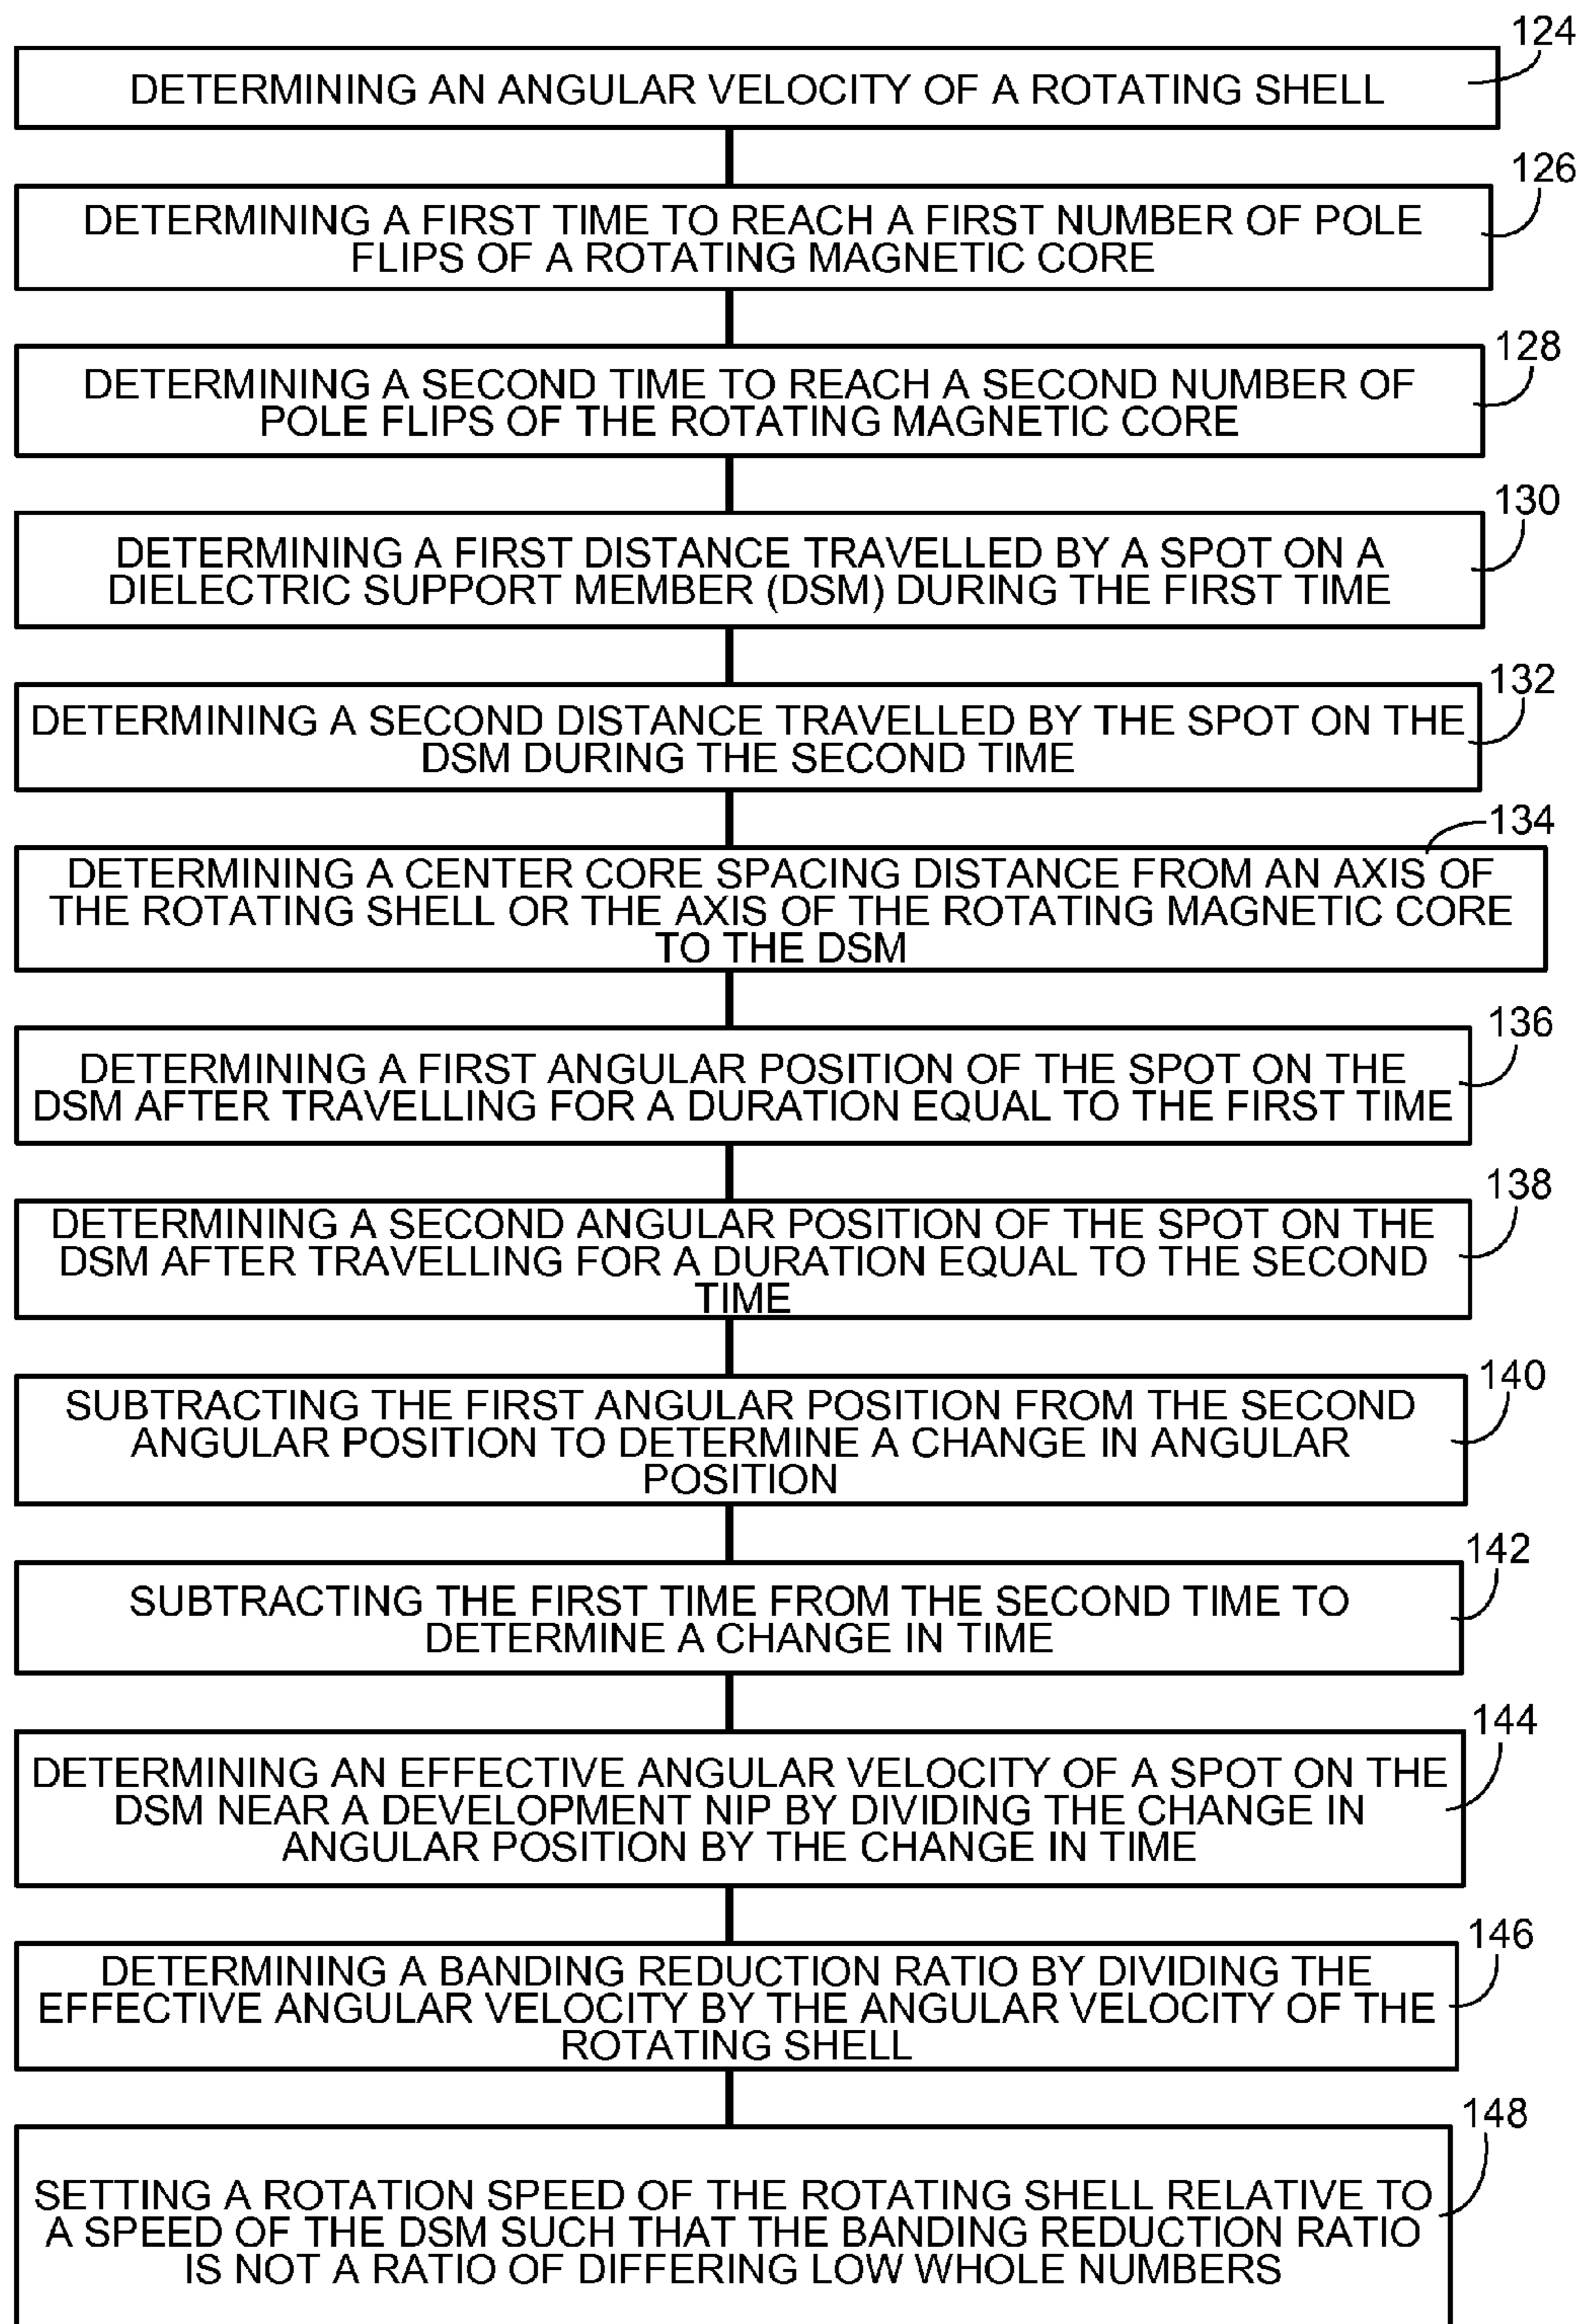 124
DETERMINING AN ANGULAR VELOCITY OF A ROTATING SHELL
126
DETERMINING A FIRST TIME TO REACH A FIRST NUMBER OF POLE
FLIPS OF A ROTATING MAGNETIC CORE
128
DETERMINING A SECOND TIME TO REACH A SECOND NUMBER OF
POLE FLIPS OF THE ROTATING MAGNETIC CORE
130
DETERMINING A FIRST DISTANCE TRAVELLED BY A SPOT ON A
DIELECTRIC SUPPORT MEMBER (DSM) DURING THE FIRST TIME
132
DETERMINING A SECOND DISTANCE TRAVELLED BY THE SPOT ON THE
DSM DURING THE SECOND TIME
134
DETERMINING A CENTER CORE SPACING DISTANCE FROM AN AXIS OF
THE ROTATING SHELL OR THE AXIS OF THE ROTATING MAGNETIC CORE
TO THE DSM
136
DETERMINING A FIRST ANGULAR POSITION OF THE SPOT ON THE
DSM AFTER TRAVELLING FOR A DURATION EQUAL TO THE FIRST TIME
138
DETERMINING A SECOND ANGULAR POSITION OF THE SPOT ON THE
DSM AFTER TRAVELLING FOR A DURATION EQUAL TO THE SECOND
TIME
140
SUBTRACTING THE FIRST ANGULAR POSITION FROM THE SECOND
ANGULAR POSITION TO DETERMINE A CHANGE IN ANGULAR
POSITION
142
SUBTRACTING THE FIRST TIME FROM THE SECOND TIME TO
DETERMINE A CHANGE IN TIME
144
DETERMINING AN EFFECTIVE ANGULAR VELOCITY OF A SPOT ON THE
DSM NEAR A DEVELOPMENT NIP BY DIVIDING THE CHANGE IN
ANGULAR POSITION BY THE CHANGE IN TIME
146
DETERMINING A BANDING REDUCTION RATIO BY DIVIDING THE
EFFECTIVE ANGULAR VELOCITY BY THE ANGULAR VELOCITY OF THE
ROTATING SHELL
148
SETTING A ROTATION SPEED OF THE ROTATING SHELL RELATIVE TO
A SPEED OF THE DSM SUCH THAT THE BANDING REDUCTION RATIO
IS NOT A RATIO OF DIFFERING LOW WHOLE NUMBERS